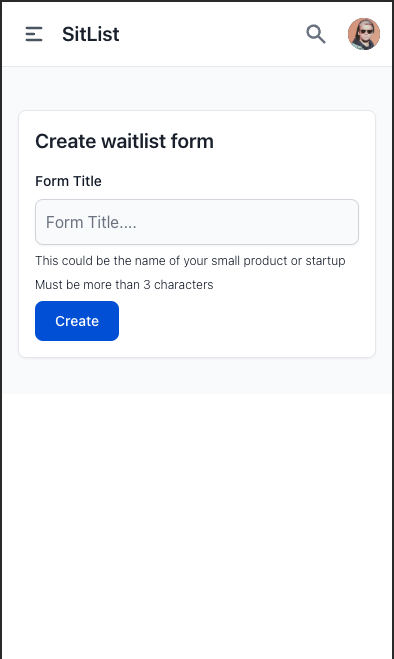 SitList
Create waitlist form
Form Title
Form Title....
This could be the name of your small product or startup
Must be more than 3 characters
Create